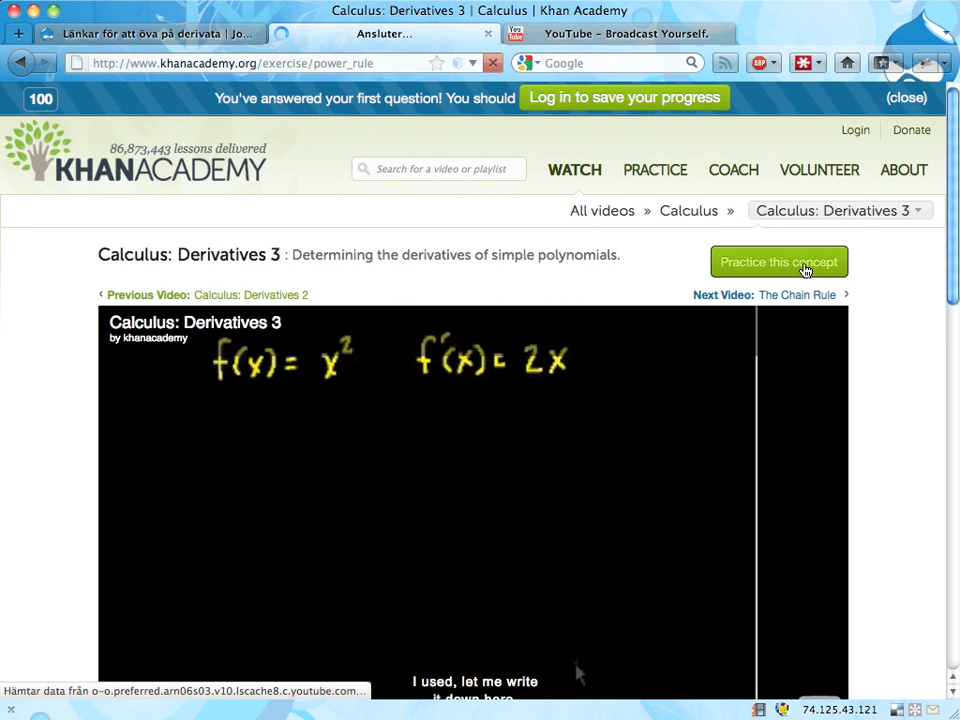 Calculus: Derivatives 3 | Calculus | Khan Academy
Länkar för att öva på derivata | Jo...
Ansluter...
YouTube - Broadcast Yourself.
http://www.khanacademy.org/exercise/power_rule
Google
ABP
100
You've answered your first question! You should
Log in to save your progress
(close)
Login
Donate
86,873,443 lessons delivered
KHANACADEMY
Search for a video or playlist
WATCH
PRACTICE
COACH
VOLUNTEER
ABOUT
All videos » Calculus » Calculus: Derivatives 3
Calculus: Derivatives 3 : Determining the derivatives of simple polynomials.
Practice this concept
‹ Previous Video: Calculus: Derivatives 2
Next Video: The Chain Rule ›
Calculus: Derivatives 3
by khanacademy
f(x) = x² f'(x) = 2x
I used, let me write
it down here
Hämtar data från o-o.preferred.arn06s03.v10.lscache8.c.youtube.com...
74.125.43.121